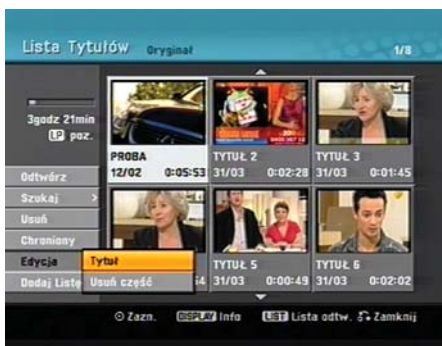 Lista Tytułów Oryginał 1/8
3godz 21min
LP poz.
Odtwórz
Szukaj >
Usuń
Chroniony
Edycja
Dodaj Listę
Tytuł
Usuń część
PROBA
12/02 0:05:53
TYTUŁ 2
31/03 0:02:28
TYTUŁ 3
31/03 0:01:45
54
TYTUŁ 5
31/03 0:00:49
TYTUŁ 6
31/03 0:02:02
Zazn. DISPLAY Info LIST Lista odtw. Zamknij